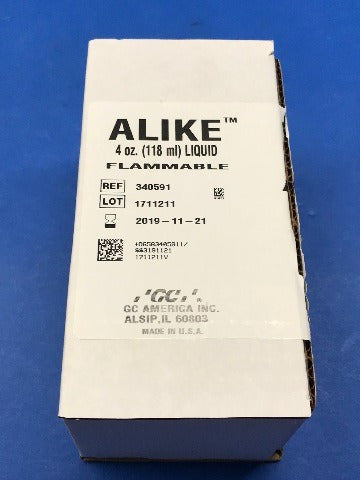 ALIKE™
4 oz. (118 ml) LIQUID
FLAMMABLE
REF 340591
LOT 1711211
2019-11-21
1711211V
GC
GC AMERICA INC.
ALSIP, IL 60803
MADE IN U.S.A.